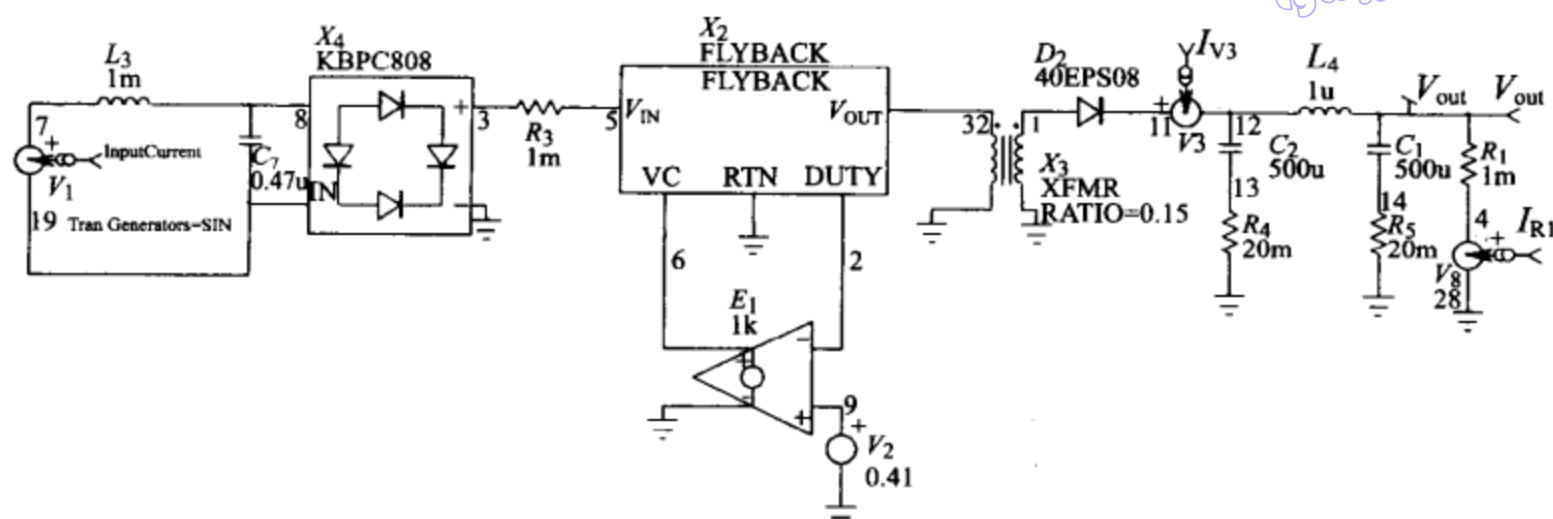 L3
1m
7
InputCurrent
V1
19 Tran Generators=SIN
C7
0.47u
X4
KBPC808
8
IN
+
3
R3
1m
X2
FLYBACK
FLYBACK
5
VIN
VOUT
VC RTN DUTY
6
2
E1
1k
−
+
9
+
V2
0.41
32
1
X3
XFMR
RATIO=0.15
D2
40EPS08
+
11
V3
IV3
12
C2
500u
13
R4
20m
L4
1u
C1
500u
14
R5
20m
Vout
Vout
R1
1m
4
+
IR1
V8
28